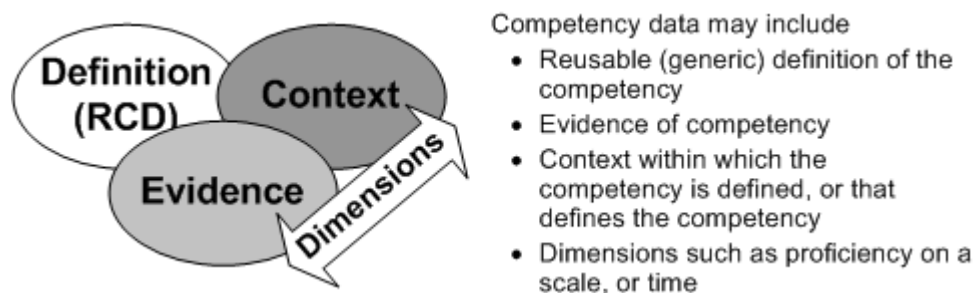 Definition
(RCD)
Context
Evidence
Dimensions
Competency data may include
• Reusable (generic) definition of the
competency
• Evidence of competency
• Context within which the
competency is defined, or that
defines the competency
• Dimensions such as proficiency on a
scale, or time